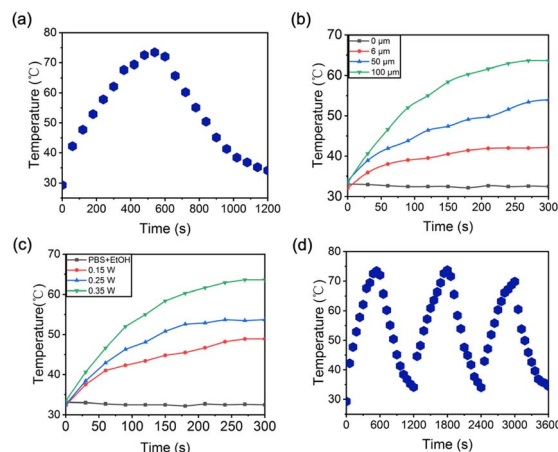 (a)
Temperature (℃)
80
70
60
50
40
30
0 200 400 600 800 1000 1200
Time (s)
(b)
Temperature (℃)
70
60
50
40
30
0 μm
6 μm
50 μm
100 μm
0 50 100 150 200 250 300
Time (s)
(c)
Temperature(℃)
70
60
50
40
30
PBS+EtOH
0.15 W
0.25 W
0.35 W
0 50 100 150 200 250 300
Time (s)
(d)
Temperature (℃)
80
70
60
50
40
30
0 600 1200 1800 2400 3000 3600
Time (s)